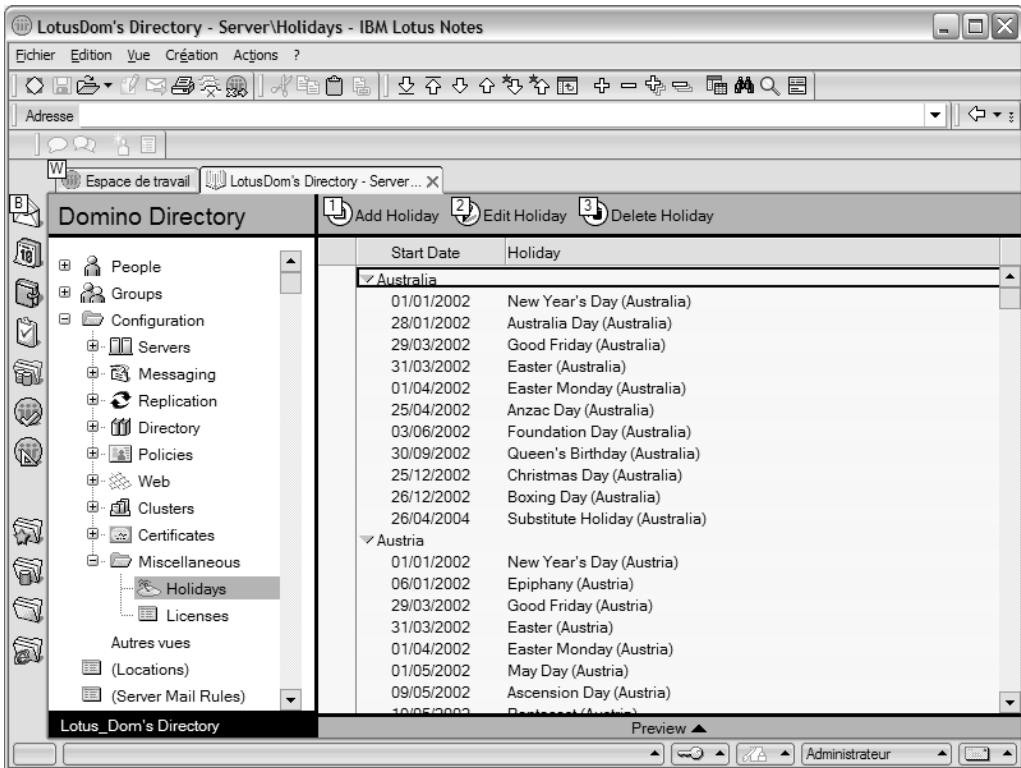 LotusDom's Directory - Server\Holidays - IBM Lotus Notes
Fichier Edition Vue Création Actions ?
Adresse
W Espace de travail LotusDom's Directory - Server...
B
Domino Directory
1 Add Holiday 2 Edit Holiday 3 Delete Holiday
People
Groups
Configuration
Servers
Messaging
Replication
Directory
Policies
Web
Clusters
Certificates
Miscellaneous
Holidays
Licenses
Autres vues
(Locations)
(Server Mail Rules)
Lotus_Dom's Directory
Start Date Holiday
Australia
01/01/2002 New Year's Day (Australia)
28/01/2002 Australia Day (Australia)
29/03/2002 Good Friday (Australia)
31/03/2002 Easter (Australia)
01/04/2002 Easter Monday (Australia)
25/04/2002 Anzac Day (Australia)
03/06/2002 Foundation Day (Australia)
30/09/2002 Queen's Birthday (Australia)
25/12/2002 Christmas Day (Australia)
26/12/2002 Boxing Day (Australia)
26/04/2004 Substitute Holiday (Australia)
Austria
01/01/2002 New Year's Day (Austria)
06/01/2002 Epiphany (Austria)
29/03/2002 Good Friday (Austria)
31/03/2002 Easter (Austria)
01/04/2002 Easter Monday (Austria)
01/05/2002 May Day (Austria)
09/05/2002 Ascension Day (Austria)
Preview
Administrateur